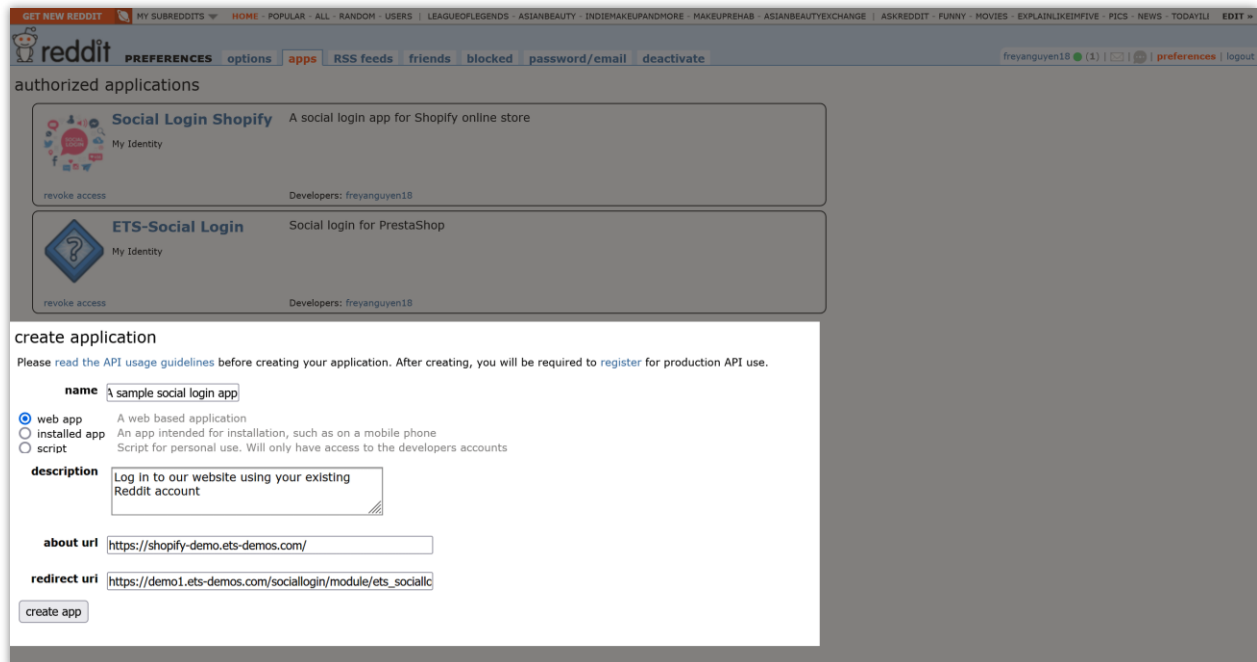 GET NEW REDDIT MY SUBREDDITS HOME - POPULAR - ALL - RANDOM - USERS | LEAGUEOFLEGENDS - ASIANBEAUTY - INDIEMAKEUPANDMORE - MAKEUPREHAB - ASIANBEAUTYEXCHANGE | ASKREDDIT - FUNNY - MOVIES - EXPLAINLIKEIMFIVE - PICS - NEWS - TODAYILI EDIT »
reddit PREFERENCES options apps RSS feeds friends blocked password/email deactivate freyanguyen18 (1) | | | preferences | logout
authorized applications
Social Login Shopify A social login app for Shopify online store
My Identity
revoke access Developers: freyanguyen18
ETS-Social Login Social login for PrestaShop
My Identity
revoke access Developers: freyanguyen18
create application
Please read the API usage guidelines before creating your application. After creating, you will be required to register for production API use.
name A sample social login app
web app A web based application
installed app An app intended for installation, such as on a mobile phone
script Script for personal use. Will only have access to the developers accounts
description Log in to our website using your existing
Reddit account
about url https://shopify-demo.ets-demos.com/
redirect uri https://demo1.ets-demos.com/sociallogin/module/ets_sociallc
create app